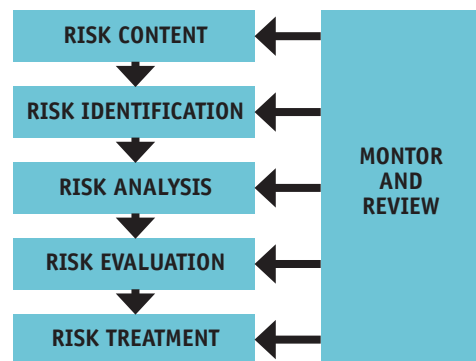 RISK CONTENT
RISK IDENTIFICATION
RISK ANALYSIS
RISK EVALUATION
RISK TREATMENT
MONTOR
AND
REVIEW